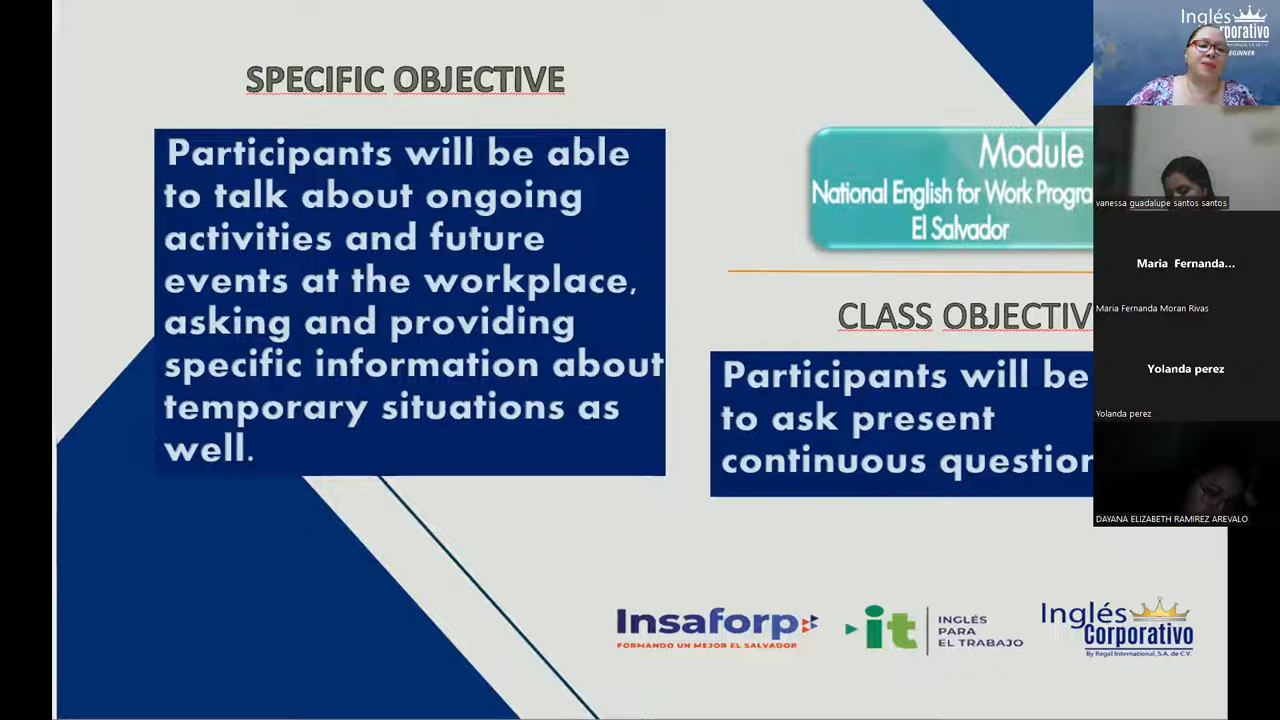 SPECIFIC OBJECTIVE
Participants will be able
to talk about ongoing
activities and future
events at the workplace,
asking and providing
specific information about
temporary situations as
well.
Module
National English for Work Progra
El Salvador
CLASS OBJECTIV
Participants will be
to ask present
continuous question
Insaforp
FORMANDO UN MEJOR EL SALVADOR
it
INGLÉS
PARA
EL TRABAJO
Inglés
Corporativo
By Regal International, S.A. de C.V.
Inglés
rporativo
EGINNER
vanessa guadalupe santos santos
Maria Fernanda...
Maria Fernanda Moran Rivas
Yolanda perez
Yolanda perez
DAYANA ELIZABETH RAMIREZ AREVALO